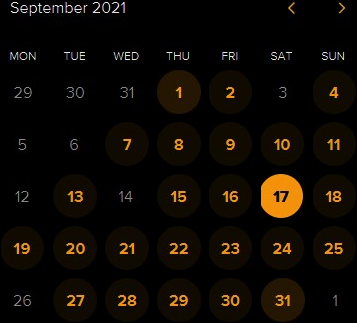 September 2021
MON TUE WED THU FRI SAT SUN
29 30 31 1 2 3 4
5 6 7 8 9 10 11
12 13 14 15 16 17 18
19 20 21 22 23 24 25
26 27 28 29 30 31 1